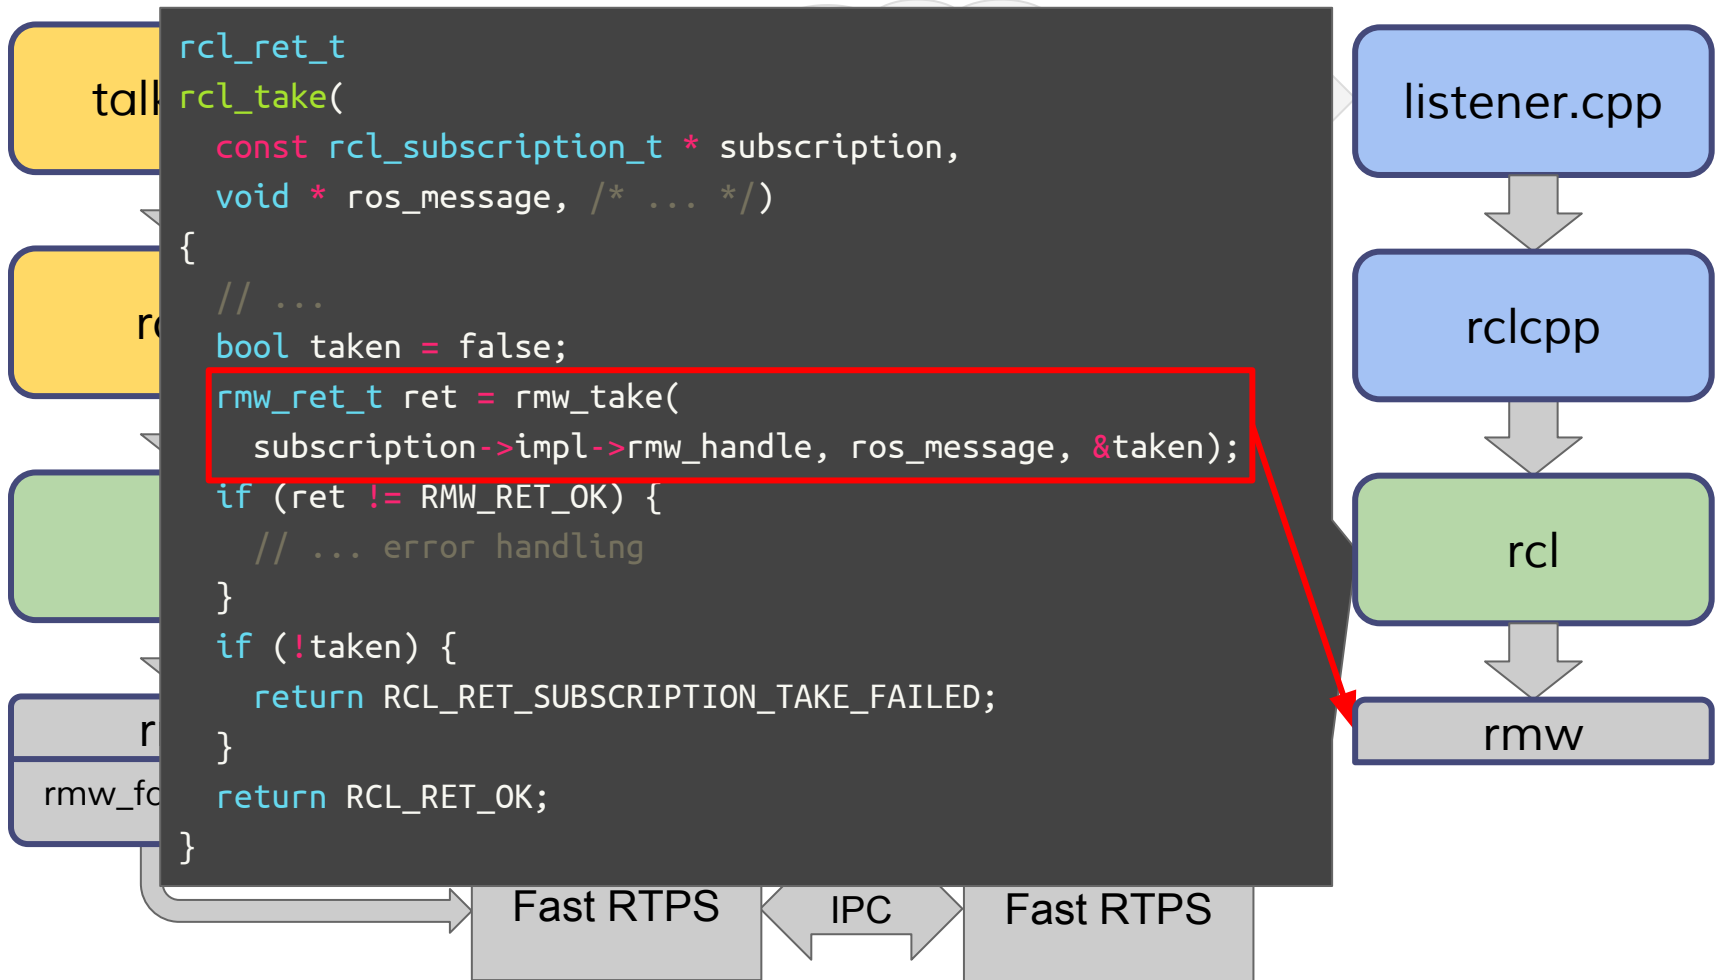 rcl_ret_t
rcl_take(
const rcl_subscription_t * subscription,
void * ros_message, /* ... */)
{
// ...
bool taken = false;
rmw_ret_t ret = rmw_take(
subscription->impl->rmw_handle, ros_message, &taken);
if (ret != RMW_RET_OK) {
// ... error handling
}
if (!taken) {
return RCL_RET_SUBSCRIPTION_TAKE_FAILED;
}
return RCL_RET_OK;
}
listener.cpp
rclcpp
rcl
rmw
Fast RTPS
IPC
Fast RTPS